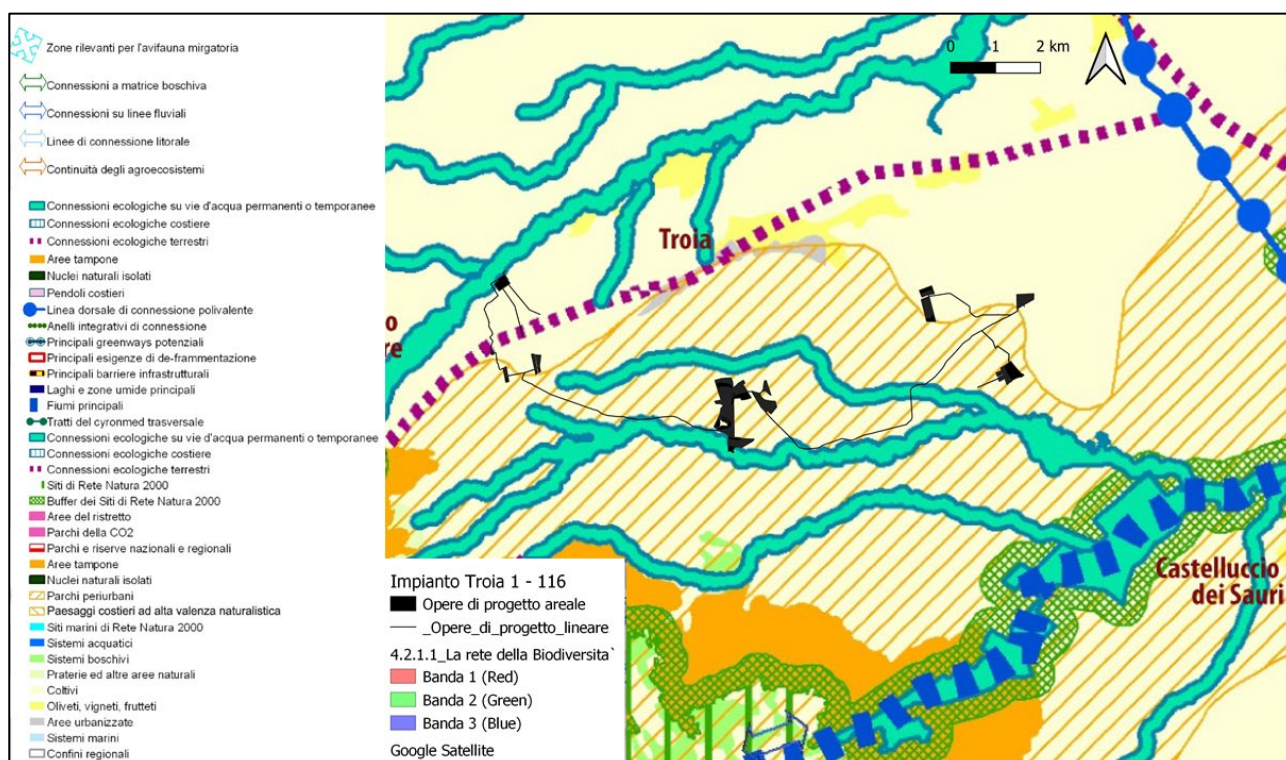 Zone rilevanti per l'avifauna mirgatoria
Connessioni a matrice boschiva
Connessioni su linee fluviali
Linee di connessione litorale
Continuità degli agroecosistemi
Connessioni ecologiche su vie d'acqua permanenti o temporanee
Connessioni ecologiche costiere
Connessioni ecologiche terrestri
Aree tampone
Nuclei naturali isolati
Pendoli costieri
Linea dorsale di connessione polivalente
Anelli integrativi di connessione
Principali greenways potenziali
Principali esigenze di de-frammentazione
Principali barriere infrastrutturali
Laghi e zone umide principali
Fiumi principali
Tratti del cyronmed trasversale
Connessioni ecologiche su vie d'acqua permanenti o temporanee
Connessioni ecologiche costiere
Connessioni ecologiche terrestri
Siti di Rete Natura 2000
Buffer dei Siti di Rete Natura 2000
Aree del ristretto
Parchi della CO2
Parchi e riserve nazionali e regionali
Aree tampone
Nuclei naturali isolati
Parchi periurbani
Paesaggi costieri ad alta valenza naturalistica
Siti marini di Rete Natura 2000
Sistemi acquatici
Sistemi boschivi
Praterie ed altre aree naturali
Coltivi
Oliveti, vigneti, frutteti
Aree urbanizzate
Sistemi marini
Confini regionali
0 1 2 km
Troia
o
re
Castelluccio
dei Sauri
Impianto Troia 1 - 116
Opere di progetto areale
_Opere_di_progetto_lineare
4.2.1.1_La rete della Biodiversita`
Banda 1 (Red)
Banda 2 (Green)
Banda 3 (Blue)
Google Satellite